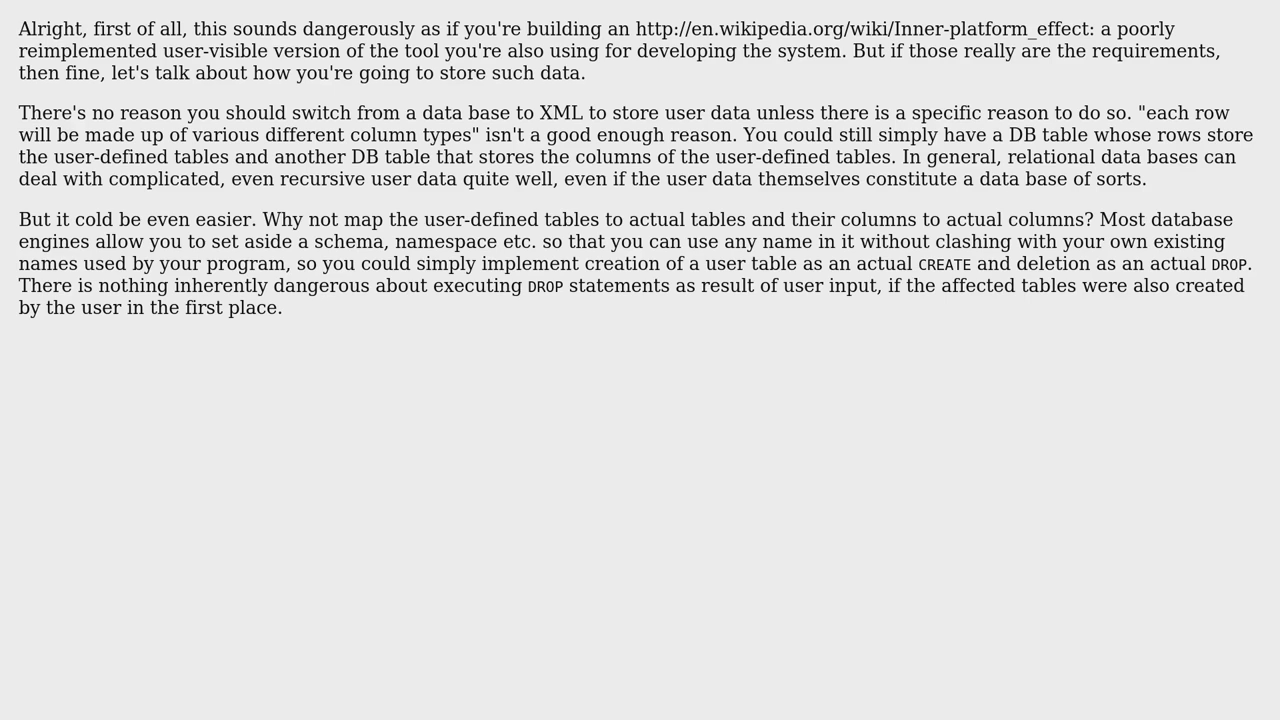 Alright, first of all, this sounds dangerously as if you're building an http://en.wikipedia.org/wiki/Inner-platform_effect: a poorly
reimplemented user-visible version of the tool you're also using for developing the system. But if those really are the requirements,
then fine, let's talk about how you're going to store such data.
There's no reason you should switch from a data base to XML to store user data unless there is a specific reason to do so. "each row
will be made up of various different column types" isn't a good enough reason. You could still simply have a DB table whose rows store
the user-defined tables and another DB table that stores the columns of the user-defined tables. In general, relational data bases can
deal with complicated, even recursive user data quite well, even if the user data themselves constitute a data base of sorts.
But it cold be even easier. Why not map the user-defined tables to actual tables and their columns to actual columns? Most database
engines allow you to set aside a schema, namespace etc. so that you can use any name in it without clashing with your own existing
names used by your program, so you could simply implement creation of a user table as an actual CREATE and deletion as an actual DROP.
There is nothing inherently dangerous about executing DROP statements as result of user input, if the affected tables were also created
by the user in the first place.